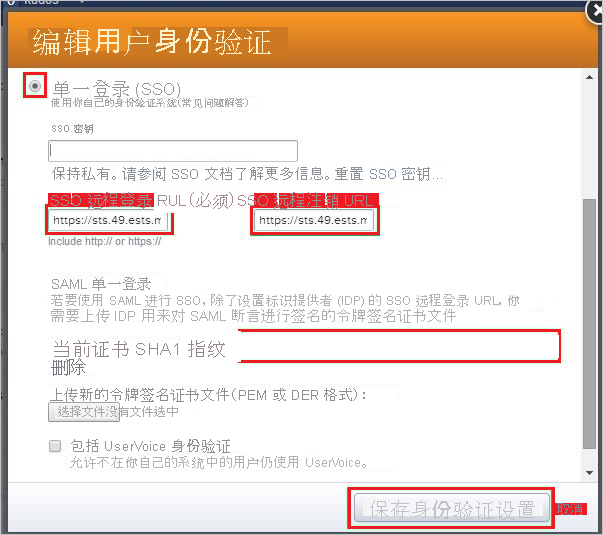 编辑用户身份验证
单一登录 (SSO)
使用你自己的身份验证系统(常见问题解答)
SSO 密钥
保持私有。请参阅 SSO 文档了解更多信息。重置 SSO 密钥...
SSO 远程登录 RUL (必须) SSO 远程注销 URL
https://sts.49.ests.m https://sts.49.ests.m
Include http:// or https://
SAML 单一登录
若要使用 SAML 进行 SSO, 除了设置标识提供者 (IDP) 的 SSO 远程登录 URL, 你
需要上传 IDP 用来对 SAML 断言进行签名的令牌签名证书文件
当前证书 SHA1 指纹
删除
上传新的令牌签名证书文件(PEM 或 DER 格式):
选择文件没有文件选中
包括 UserVoice 身份验证
允许不在你自己的系统中的用户仍使用 UserVoice。
保存身份验证设置 取消